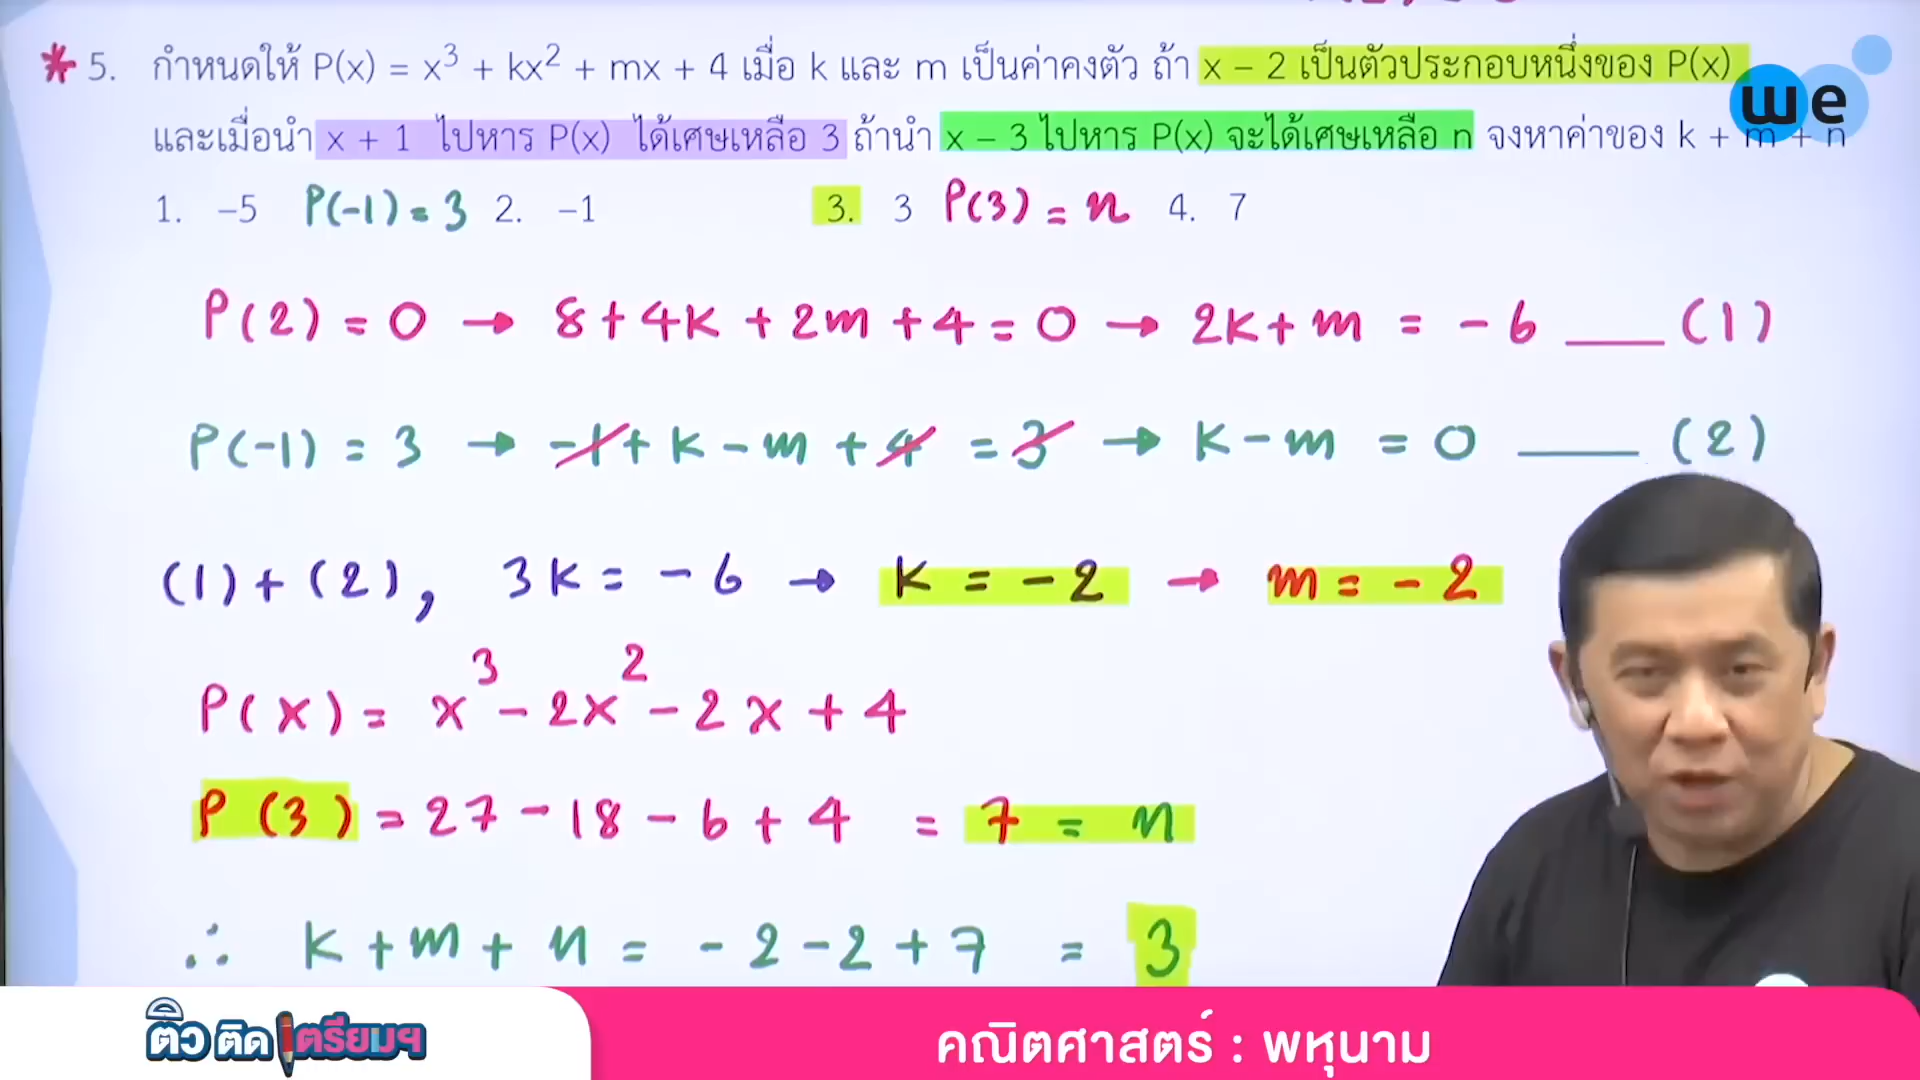 * 5. กำหนดให้ P(x) = x³ + kx² + mx + 4 เมื่อ k และ m เป็นค่าคงตัว ถ้า x – 2 เป็นตัวประกอบหนึ่งของ P(x)
และเมื่อนำ x + 1 ไปหาร P(x) ได้เศษเหลือ 3 ถ้านำ x – 3 ไปหาร P(x) จะได้เศษเหลือ n จงหาค่าของ k + m + n
we
1. –5 P(-1) = 3 2. –1 3. 3 P(3) = n 4. 7
P(2) = 0 → 8 + 4k + 2m + 4 = 0 → 2k + m = -6 ___ (1)
P(-1) = 3 → -1 + k - m + 4 = 3 → k - m = 0 ___ (2)
(1) + (2), 3k = -6 → k = -2 → m = -2
P(x) = x³ - 2x² - 2x + 4
P(3) = 27 - 18 - 6 + 4 = 7 = n
∴ k + m + n = -2 - 2 + 7 = 3
ติว ติด เตรียมฯ
คณิตศาสตร์ : พหุนาม